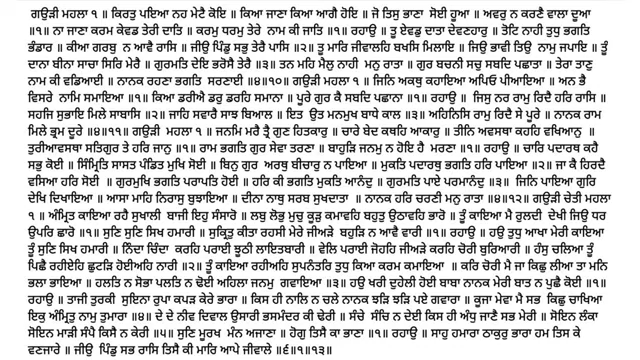 ਗਉੜੀ ਮਹਲਾ ੧ ॥ ਕਿਰਤੁ ਪਇਆ ਨਹ ਮੇਟੈ ਕੋਇ ॥ ਕਿਆ ਜਾਣਾ ਕਿਆ ਆਗੈ ਹੋਇ ॥ ਜੋ ਤਿਸੁ ਭਾਣਾ ਸੋਈ ਹੂਆ ॥ ਅਵਰੁ ਨ ਕਰਣੈ ਵਾਲਾ ਦੂਆ
॥੧॥ ਨਾ ਜਾਣਾ ਕਰਮ ਕੇਵਡ ਤੇਰੀ ਦਾਤਿ ॥ ਕਰਮੁ ਧਰਮੁ ਤੇਰੇ ਨਾਮ ਕੀ ਜਾਤਿ ॥੧॥ ਰਹਾਉ ॥ ਤੂ ਏਵਡੁ ਦਾਤਾ ਦੇਵਣਹਾਰੁ ॥ ਤੋਟਿ ਨਾਹੀ ਤੁਧੁ ਭਗਤਿ
ਭੰਡਾਰ ॥ ਕੀਆ ਗਰਬੁ ਨ ਆਵੈ ਰਾਸਿ ॥ ਜੀਉ ਪਿੰਡੁ ਸਭੁ ਤੇਰੈ ਪਾਸਿ ॥੨॥ ਤੂ ਮਾਰਿ ਜੀਵਾਲਹਿ ਬਖਸਿ ਮਿਲਾਇ ॥ ਜਿਉ ਭਾਵੀ ਤਿਉ ਨਾਮੁ ਜਪਾਇ ॥ ਤੂੰ
ਦਾਨਾ ਬੀਨਾ ਸਾਚਾ ਸਿਰਿ ਮੇਰੈ ॥ ਗੁਰਮਤਿ ਦੇਇ ਭਰੋਸੈ ਤੇਰੈ ॥੩॥ ਤਨ ਮਹਿ ਮੈਲੁ ਨਾਹੀ ਮਨੁ ਰਾਤਾ ॥ ਗੁਰ ਬਚਨੀ ਸਚੁ ਸਬਦਿ ਪਛਾਤਾ ॥ ਤੇਰਾ ਤਾਣੁ
ਨਾਮ ਕੀ ਵਡਿਆਈ ॥ ਨਾਨਕ ਰਹਣਾ ਭਗਤਿ ਸਰਣਾਈ ॥੪॥੧੦॥ ਗਉੜੀ ਮਹਲਾ ੧ ॥ ਜਿਨਿ ਅਕਥੁ ਕਹਾਇਆ ਅਪਿਓ ਪੀਆਇਆ ॥ ਅਨ ਭੈ
ਵਿਸਰੇ ਨਾਮਿ ਸਮਾਇਆ ॥੧॥ ਕਿਆ ਡਰੀਐ ਡਰੁ ਡਰਹਿ ਸਮਾਨਾ ॥ ਪੂਰੇ ਗੁਰ ਕੈ ਸਬਦਿ ਪਛਾਨਾ ॥੧॥ ਰਹਾਉ ॥ ਜਿਸੁ ਨਰ ਰਾਮੁ ਰਿਦੈ ਹਰਿ ਰਾਸਿ ॥
ਸਹਜਿ ਸੁਭਾਇ ਮਿਲੇ ਸਾਬਾਸਿ ॥੨॥ ਜਾਹਿ ਸਵਾਰੈ ਸਾਝ ਬਿਆਲ ॥ ਇਤ ਉਤ ਮਨਮੁਖ ਬਾਧੇ ਕਾਲ ॥੩॥ ਅਹਿਨਿਸਿ ਰਾਮੁ ਰਿਦੈ ਸੇ ਪੂਰੇ ॥ ਨਾਨਕ ਰਾਮ
ਮਿਲੇ ਭ੍ਰਮ ਦੂਰੇ ॥੪॥੧੧॥ ਗਉੜੀ ਮਹਲਾ ੧ ॥ ਜਨਮਿ ਮਰੈ ਤ੍ਰੈ ਗੁਣ ਹਿਤਕਾਰੁ ॥ ਚਾਰੇ ਬੇਦ ਕਥਹਿ ਆਕਾਰੁ ॥ ਤੀਨਿ ਅਵਸਥਾ ਕਹਹਿ ਵਖਿਆਨੁ ॥
ਤੁਰੀਆਵਸਥਾ ਸਤਿਗੁਰ ਤੇ ਹਰਿ ਜਾਨੁ ॥੧॥ ਰਾਮ ਭਗਤਿ ਗੁਰ ਸੇਵਾ ਤਰਣਾ ॥ ਬਾਹੁੜਿ ਜਨਮੁ ਨ ਹੋਇ ਹੈ ਮਰਣਾ ॥੧॥ ਰਹਾਉ ॥ ਚਾਰਿ ਪਦਾਰਥ ਕਹੈ
ਸਭੁ ਕੋਈ ॥ ਸਿੰਮ੍ਰਿਤਿ ਸਾਸਤ ਪੰਡਿਤ ਮੁਖਿ ਸੋਈ ॥ ਬਿਨੁ ਗੁਰ ਅਰਥੁ ਬੀਚਾਰੁ ਨ ਪਾਇਆ ॥ ਮੁਕਤਿ ਪਦਾਰਥੁ ਭਗਤਿ ਹਰਿ ਪਾਇਆ ॥੨॥ ਜਾ ਕੈ ਹਿਰਦੈ
ਵਸਿਆ ਹਰਿ ਸੋਈ ॥ ਗੁਰਮੁਖਿ ਭਗਤਿ ਪਰਾਪਤਿ ਹੋਈ ॥ ਹਰਿ ਕੀ ਭਗਤਿ ਮੁਕਤਿ ਆਨੰਦੁ ॥ ਗੁਰਮਤਿ ਪਾਏ ਪਰਮਾਨੰਦੁ ॥੩॥ ਜਿਨਿ ਪਾਇਆ ਗੁਰਿ
ਦੇਖਿ ਦਿਖਾਇਆ ॥ ਆਸਾ ਮਾਹਿ ਨਿਰਾਸੁ ਬੁਝਾਇਆ ॥ ਦੀਨਾ ਨਾਥੁ ਸਰਬ ਸੁਖਦਾਤਾ ॥ ਨਾਨਕ ਹਰਿ ਚਰਣੀ ਮਨੁ ਰਾਤਾ ॥੪॥੧੨॥ ਗਉੜੀ ਚੇਤੀ ਮਹਲਾ
੧ ॥ ਅੰਮ੍ਰਿਤ ਕਾਇਆ ਰਹੈ ਸੁਖਾਲੀ ਬਾਜੀ ਇਹੁ ਸੰਸਾਰੋ ॥ ਲਬੁ ਲੋਭੁ ਮੁਚੁ ਕੂੜੁ ਕਮਾਵਹਿ ਬਹੁਤੁ ਉਠਾਵਹਿ ਭਾਰੋ ॥ ਤੂੰ ਕਾਇਆ ਮੈ ਰੁਲਦੀ ਦੇਖੀ ਜਿਉ ਧਰ
ਉਪਰਿ ਛਾਰੋ ॥੧॥ ਸੁਣਿ ਸੁਣਿ ਸਿਖ ਹਮਾਰੀ ॥ ਸੁਕ੍ਰਿਤੁ ਕੀਤਾ ਰਹਸੀ ਮੇਰੇ ਜੀਅੜੇ ਬਹੁੜਿ ਨ ਆਵੈ ਵਾਰੀ ॥੧॥ ਰਹਾਉ ॥ ਹਉ ਤੁਧੁ ਆਖਾ ਮੇਰੀ ਕਾਇਆ
ਤੂੰ ਸੁਣਿ ਸਿਖ ਹਮਾਰੀ ॥ ਨਿੰਦਾ ਚਿੰਦਾ ਕਰਹਿ ਪਰਾਈ ਝੂਠੀ ਲਾਇਤਬਾਰੀ ॥ ਵੇਲਿ ਪਰਾਈ ਜੋਹਹਿ ਜੀਅੜੇ ਕਰਹਿ ਚੋਰੀ ਬੁਰਿਆਰੀ ॥ ਹੰਸੁ ਚਲਿਆ ਤੂੰ
ਪਿਛੈ ਰਹੀਏਹਿ ਛੁਟੜਿ ਹੋਈਅਹਿ ਨਾਰੀ ॥੨॥ ਤੂੰ ਕਾਇਆ ਰਹੀਅਹਿ ਸੁਪਨੰਤਰਿ ਤੁਧੁ ਕਿਆ ਕਰਮ ਕਮਾਇਆ ॥ ਕਰਿ ਚੋਰੀ ਮੈ ਜਾ ਕਿਛੁ ਲੀਆ ਤਾ ਮਨਿ
ਭਲਾ ਭਾਇਆ ॥ ਹਲਤਿ ਨ ਸੋਭਾ ਪਲਤਿ ਨ ਢੋਈ ਅਹਿਲਾ ਜਨਮੁ ਗਵਾਇਆ ॥੩॥ ਹਉ ਖਰੀ ਦੁਹੇਲੀ ਹੋਈ ਬਾਬਾ ਨਾਨਕ ਮੇਰੀ ਬਾਤ ਨ ਪੁਛੈ ਕੋਈ ॥੧॥
ਰਹਾਉ ॥ ਤਾਜੀ ਤੁਰਕੀ ਸੁਇਨਾ ਰੁਪਾ ਕਪੜ ਕੇਰੇ ਭਾਰਾ ॥ ਕਿਸ ਹੀ ਨਾਲਿ ਨ ਚਲੇ ਨਾਨਕ ਝੜਿ ਝੜਿ ਪਏ ਗਵਾਰਾ ॥ ਕੂਜਾ ਮੇਵਾ ਮੈ ਸਭ ਕਿਛੁ ਚਾਖਿਆ
ਇਕੁ ਅੰਮ੍ਰਿਤੁ ਨਾਮੁ ਤੁਮਾਰਾ ॥੪॥ ਦੇ ਦੇ ਨੀਵ ਦਿਵਾਲ ਉਸਾਰੀ ਭਸਮੰਦਰ ਕੀ ਢੇਰੀ ॥ ਸੰਚੇ ਸੰਚਿ ਨ ਦੇਈ ਕਿਸ ਹੀ ਅੰਧੁ ਜਾਣੈ ਸਭ ਮੇਰੀ ॥ ਸੋਇਨ ਲੰਕਾ
ਸੋਇਨ ਮਾੜੀ ਸੰਪੈ ਕਿਸੈ ਨ ਕੇਰੀ ॥੫॥ ਸੁਣਿ ਮੂਰਖ ਮੰਨ ਅਜਾਣਾ ॥ ਹੋਗੁ ਤਿਸੈ ਕਾ ਭਾਣਾ ॥੧॥ ਰਹਾਉ ॥ ਸਾਹੁ ਹਮਾਰਾ ਠਾਕੁਰੁ ਭਾਰਾ ਹਮ ਤਿਸ ਕੇ
ਵਣਜਾਰੇ ॥ ਜੀਉ ਪਿੰਡੁ ਸਭ ਰਾਸਿ ਤਿਸੈ ਕੀ ਮਾਰਿ ਆਪੇ ਜੀਵਾਲੇ ॥੬॥੧॥੧੩॥